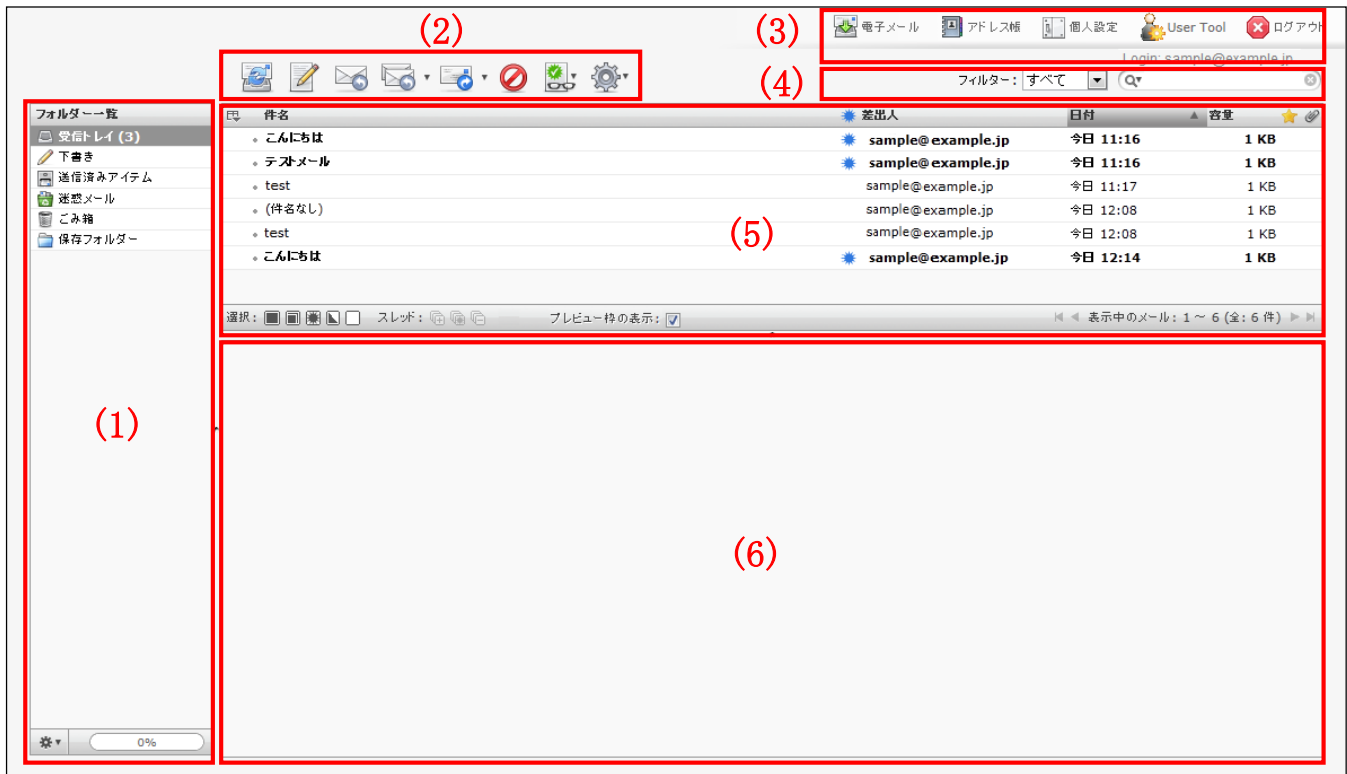 (2)
(3)
電子メール アドレス帳 個人設定 User Tool ログアウト
Login: sample@example.jp
(4)
フィルター: すべて
フォルダー一覧
受信トレイ (3)
下書き
送信済みアイテム
迷惑メール
ごみ箱
保存フォルダー
(1)
0%
件名 差出人 日付 容量
こんにちは sample@example.jp 今日 11:16 1 KB
テストメール sample@example.jp 今日 11:16 1 KB
test sample@example.jp 今日 11:17 1 KB
(件名なし) sample@example.jp 今日 12:08 1 KB
test sample@example.jp 今日 12:08 1 KB
こんにちは sample@example.jp 今日 12:14 1 KB
(5)
選択: スレッド: プレビュー枠の表示: 表示中のメール: 1 ~ 6 (全: 6 件)
(6)